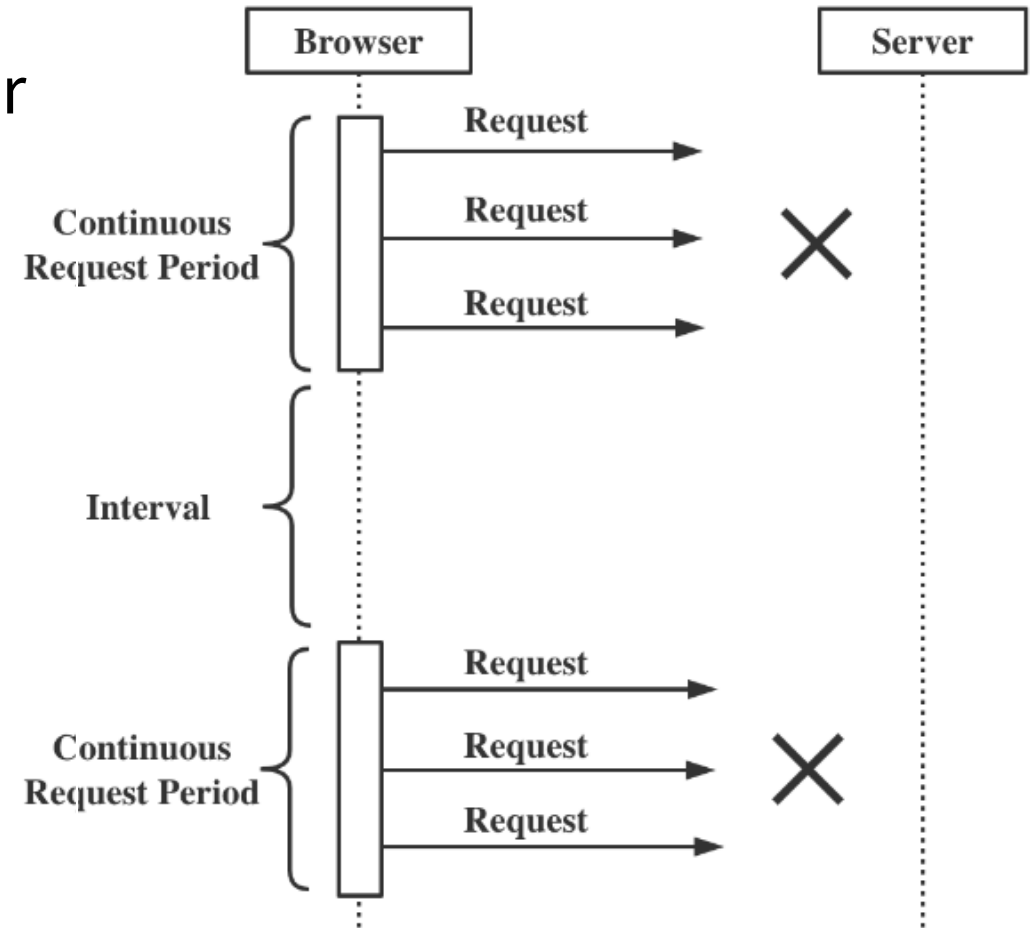 Browser
Server
r
Request
Request
Continuous
Request Period
Request
Interval
Request
Continuous
Request Period
Request
Request